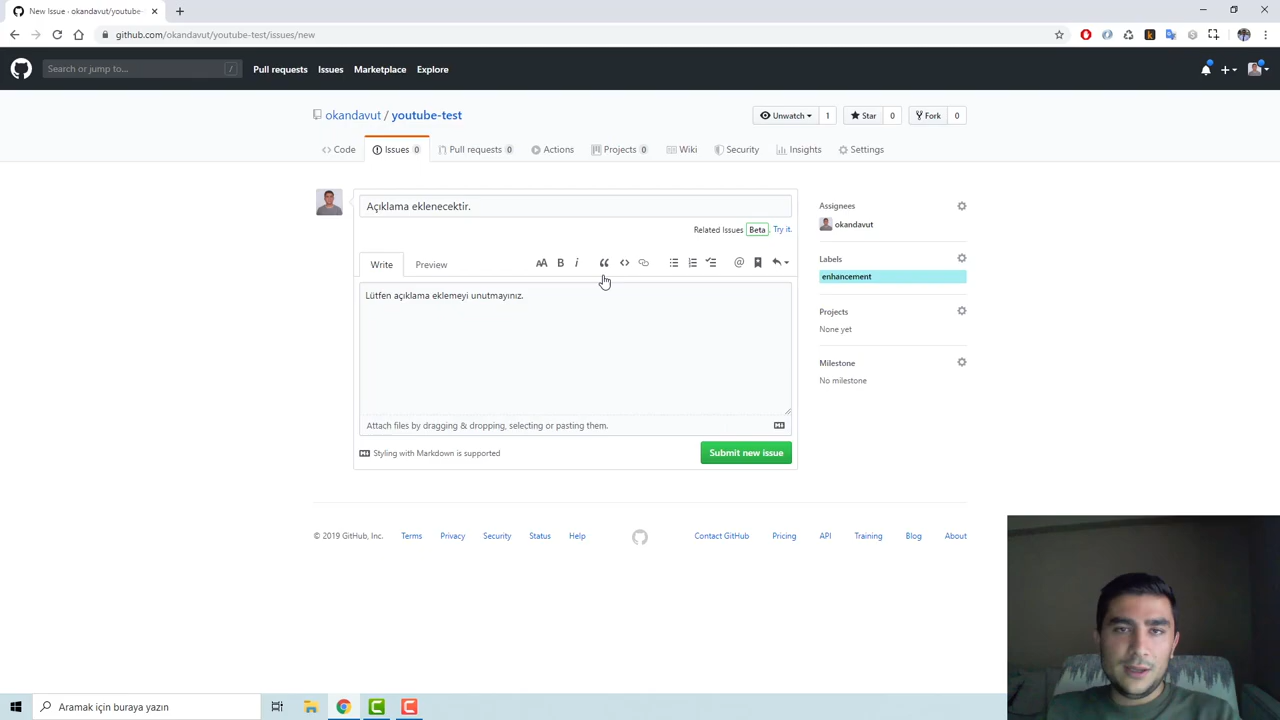 New Issue · okandavut/youtube-
github.com/okandavut/youtube-test/issues/new
Search or jump to... /
Pull requests Issues Marketplace Explore
okandavut / youtube-test
Unwatch 1 Star 0 Fork 0
Code Issues 0 Pull requests 0 Actions Projects 0 Wiki Security Insights Settings
Açıklama eklenecektir.
Related Issues Beta Try it.
Write Preview
Lütfen açıklama eklemeyi unutmayınız.
Attach files by dragging & dropping, selecting or pasting them.
Styling with Markdown is supported
Submit new issue
Assignees
okandavut
Labels
enhancement
Projects
None yet
Milestone
No milestone
© 2019 GitHub, Inc. Terms Privacy Security Status Help Contact GitHub Pricing API Training Blog About
Aramak için buraya yazın